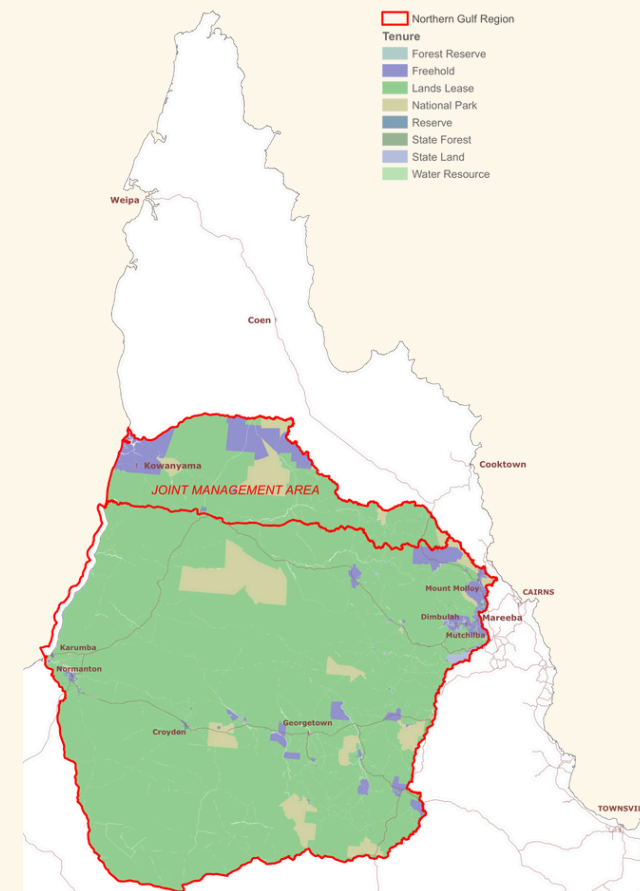 Northern Gulf Region
Tenure
Forest Reserve
Freehold
Lands Lease
National Park
Reserve
State Forest
State Land
Water Resource
Weipa
Coen
Kowanyama
Cooktown
JOINT MANAGEMENT AREA
Mount Molloy
CAIRNS
Dimbulah
Mareeba
Mutchilba
Karumba
Normanton
Georgetown
Croydon
TOWNSVIL